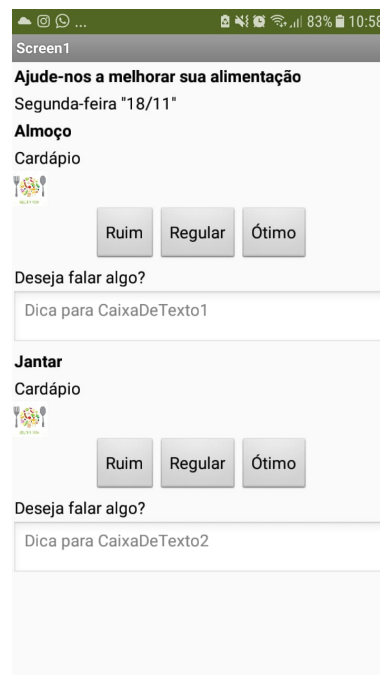 ... 83% 10:58
Screen1
Ajude-nos a melhorar sua alimentação
Segunda-feira "18/11"
Almoço
Cardápio
Ruim Regular Ótimo
Deseja falar algo?
Dica para CaixaDeTexto1
Jantar
Cardápio
Ruim Regular Ótimo
Deseja falar algo?
Dica para CaixaDeTexto2